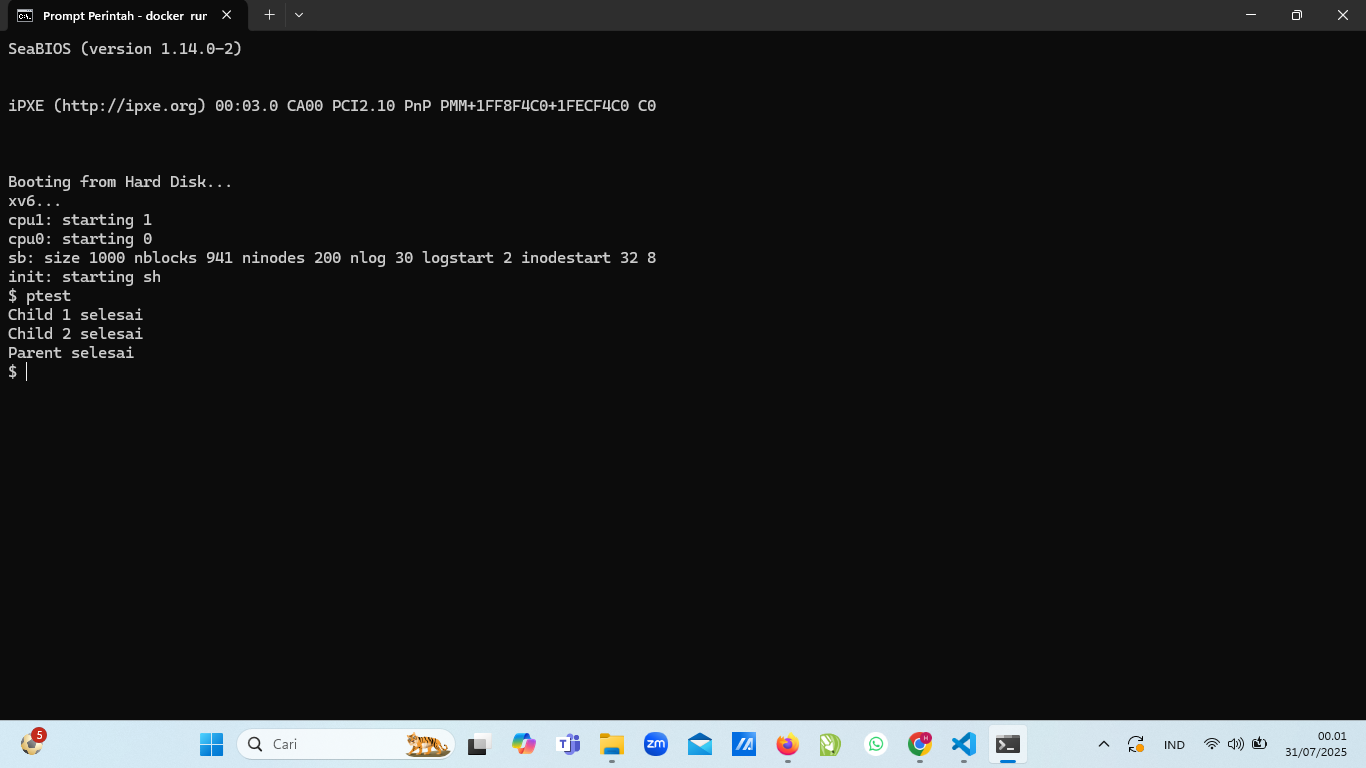 Prompt Perintah - docker run
SeaBIOS (version 1.14.0-2)
iPXE (http://ipxe.org) 00:03.0 CA00 PCI2.10 PnP PMM+1FF8F4C0+1FECF4C0 C0
Booting from Hard Disk...
xv6...
cpu1: starting 1
cpu0: starting 0
sb: size 1000 nblocks 941 ninodes 200 nlog 30 logstart 2 inodestart 32 8
init: starting sh
$ ptest
Child 1 selesai
Child 2 selesai
Parent selesai
$
5
Cari
zm
H
IND
00.01
31/07/2025